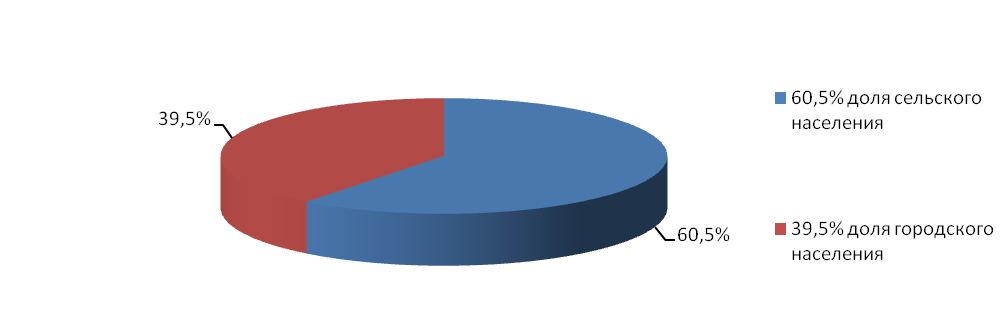 39,5%
60,5%
60,5% доля сельского
населения
39,5% доля городского
населения